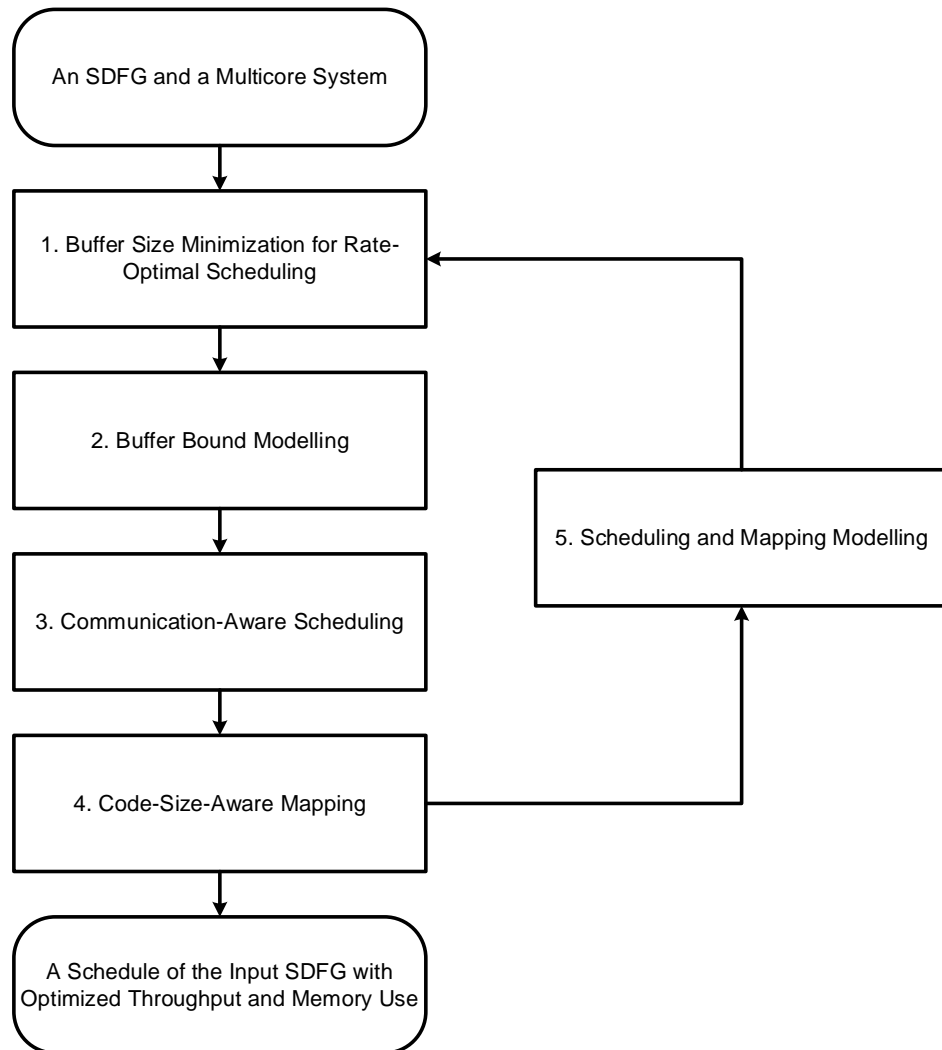 An SDFG and a Multicore System
1. Buffer Size Minimization for Rate-
Optimal Scheduling
2. Buffer Bound Modelling
3. Communication-Aware Scheduling
4. Code-Size-Aware Mapping
5. Scheduling and Mapping Modelling
A Schedule of the Input SDFG with
Optimized Throughput and Memory Use